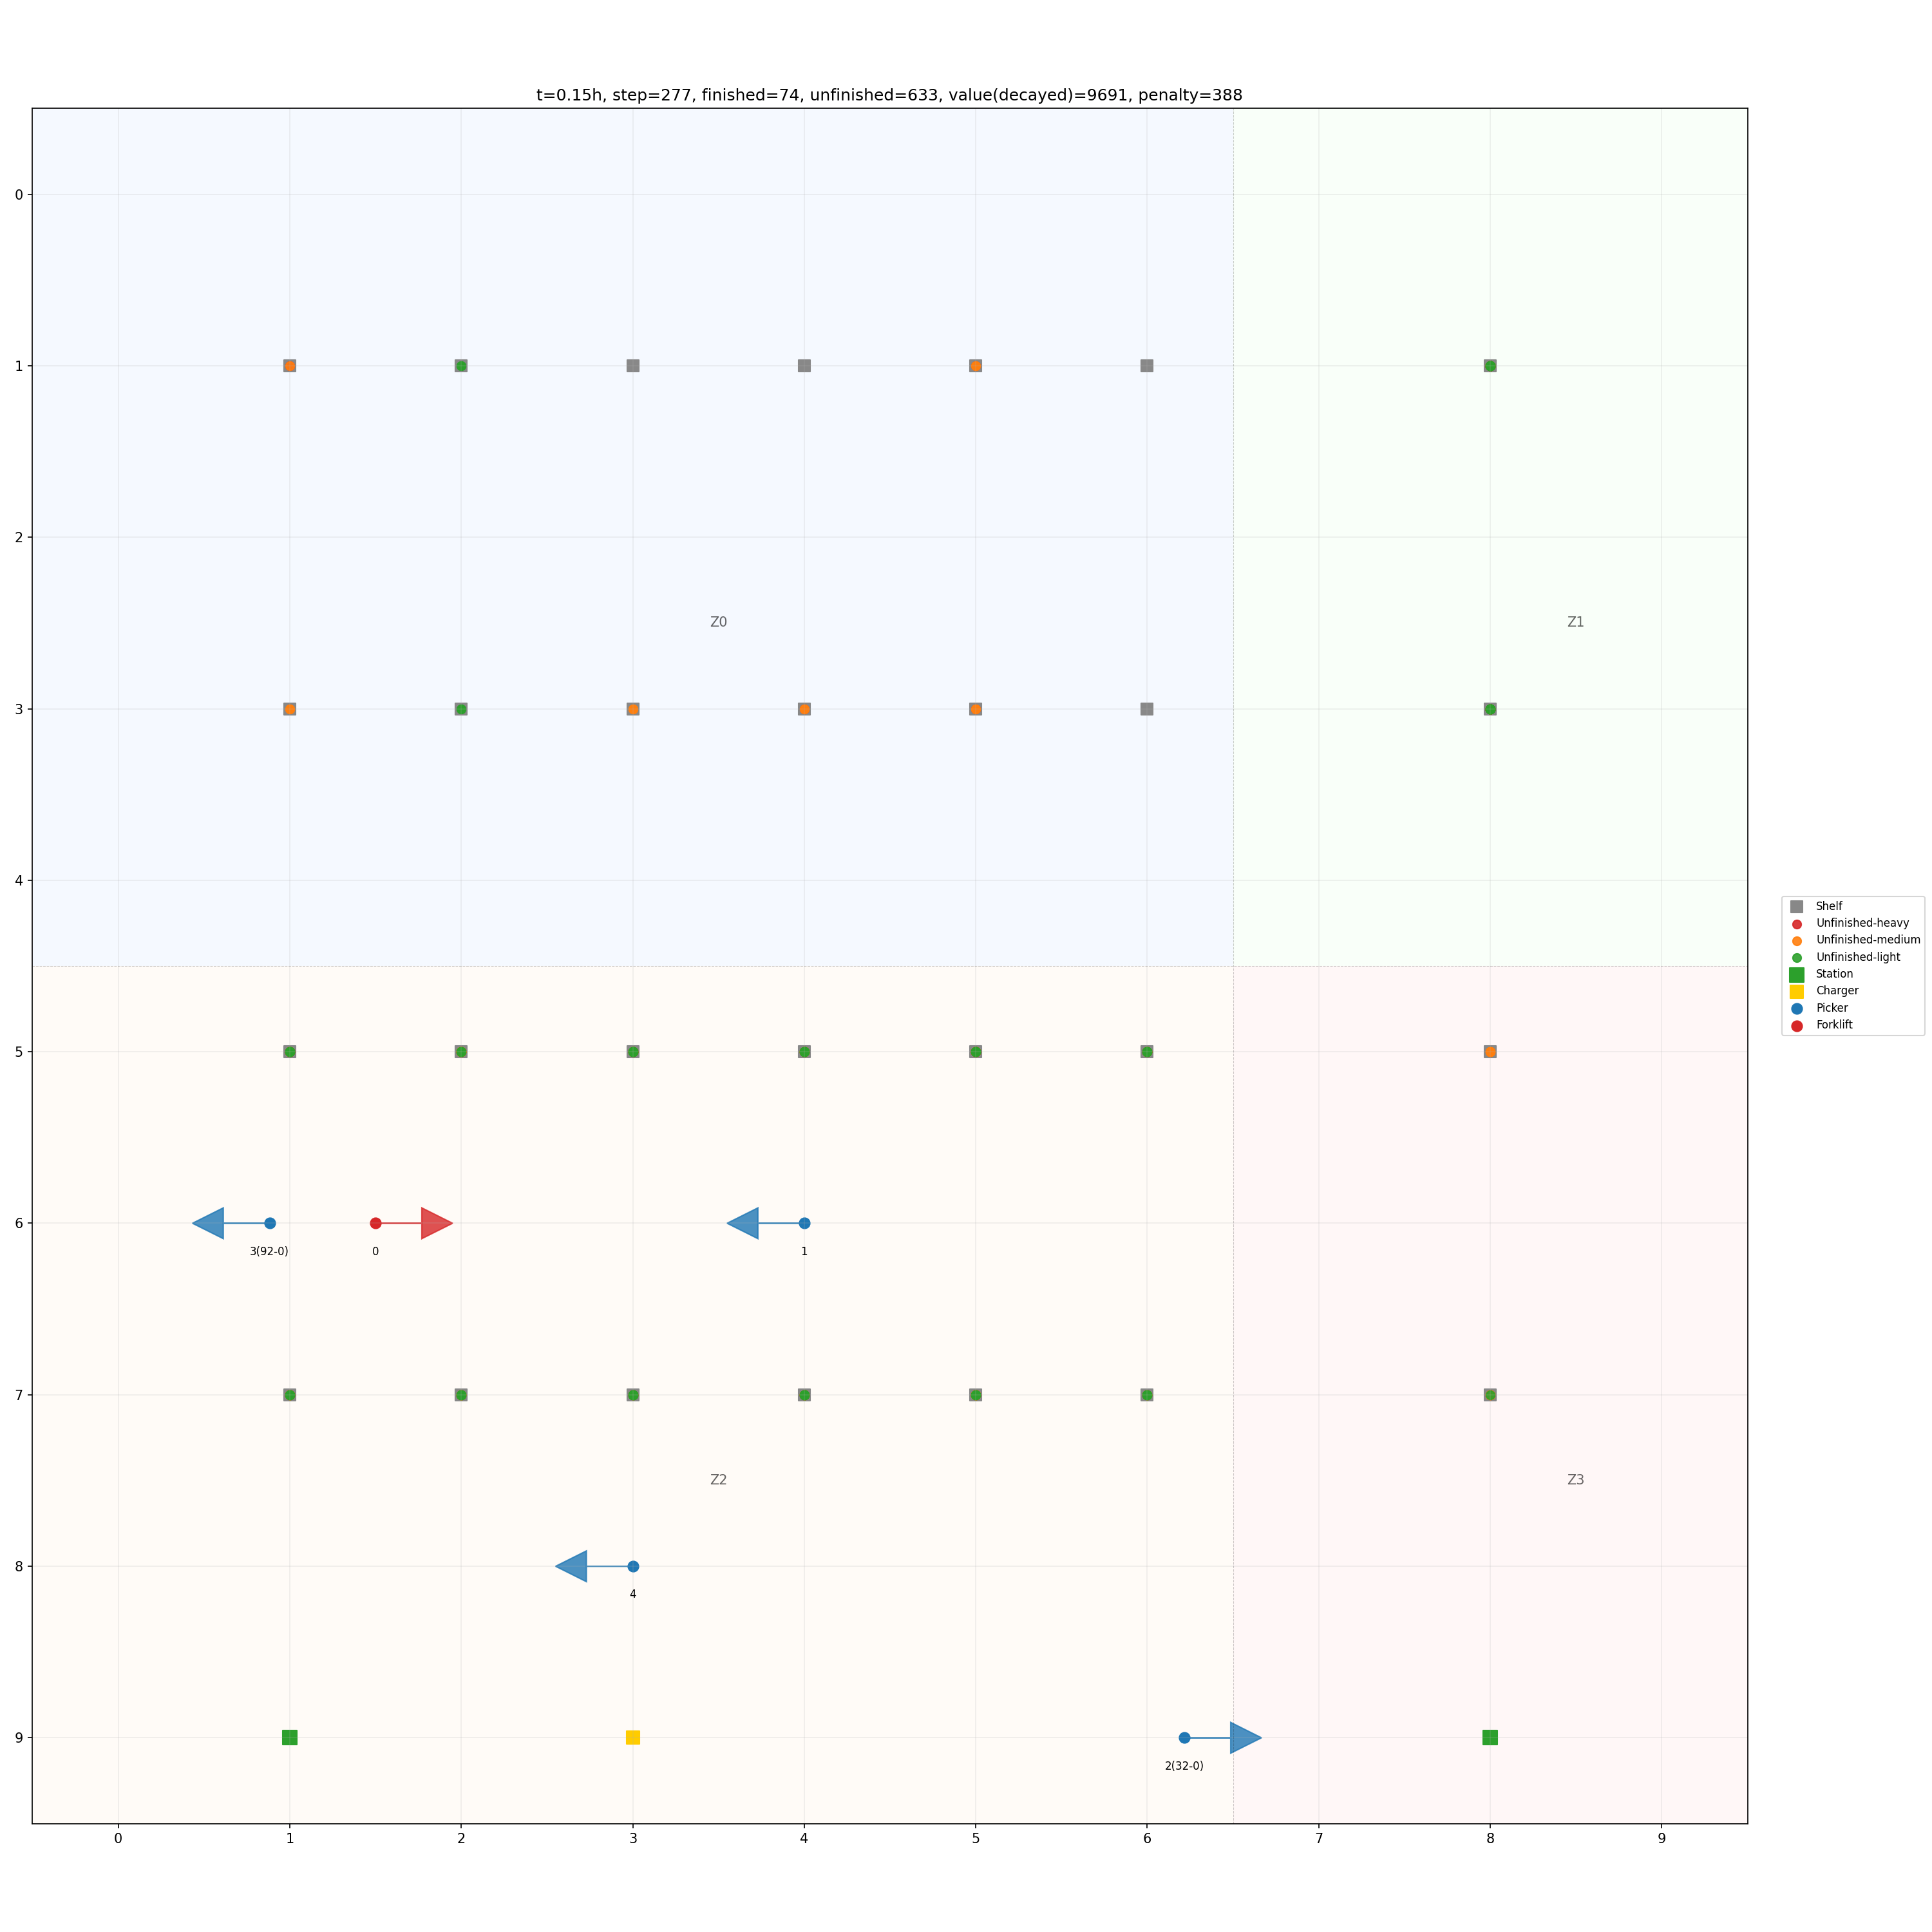 t=0.15h, step=277, finished=74, unfinished=633, value(decayed)=9691, penalty=388
0
1
2
Z0
Z1
3
4
Shelf
Unfinished-heavy
Unfinished-medium
Unfinished-light
Station
Charger
Picker
Forklift
5
6
3(92-0)
0
1
7
Z2
Z3
8
4
9
2(32-0)
0 1 2 3 4 5 6 7 8 9